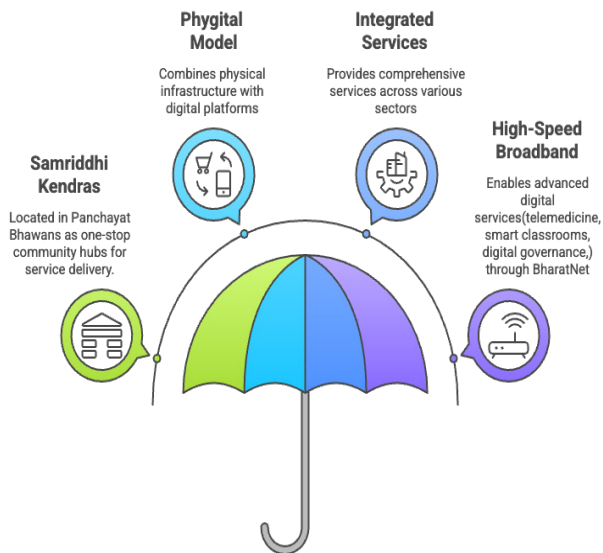 Phygital
Model
Combines physical
infrastructure with
digital platforms
Integrated
Services
Provides comprehensive
services across various
sectors
High-Speed
Broadband
Enables advanced
digital
services(telemedicine,
smart classrooms,
digital governance,)
through BharatNet
Samriddhi
Kendras
Located in Panchayat
Bhawans as one-stop
community hubs for
service delivery.